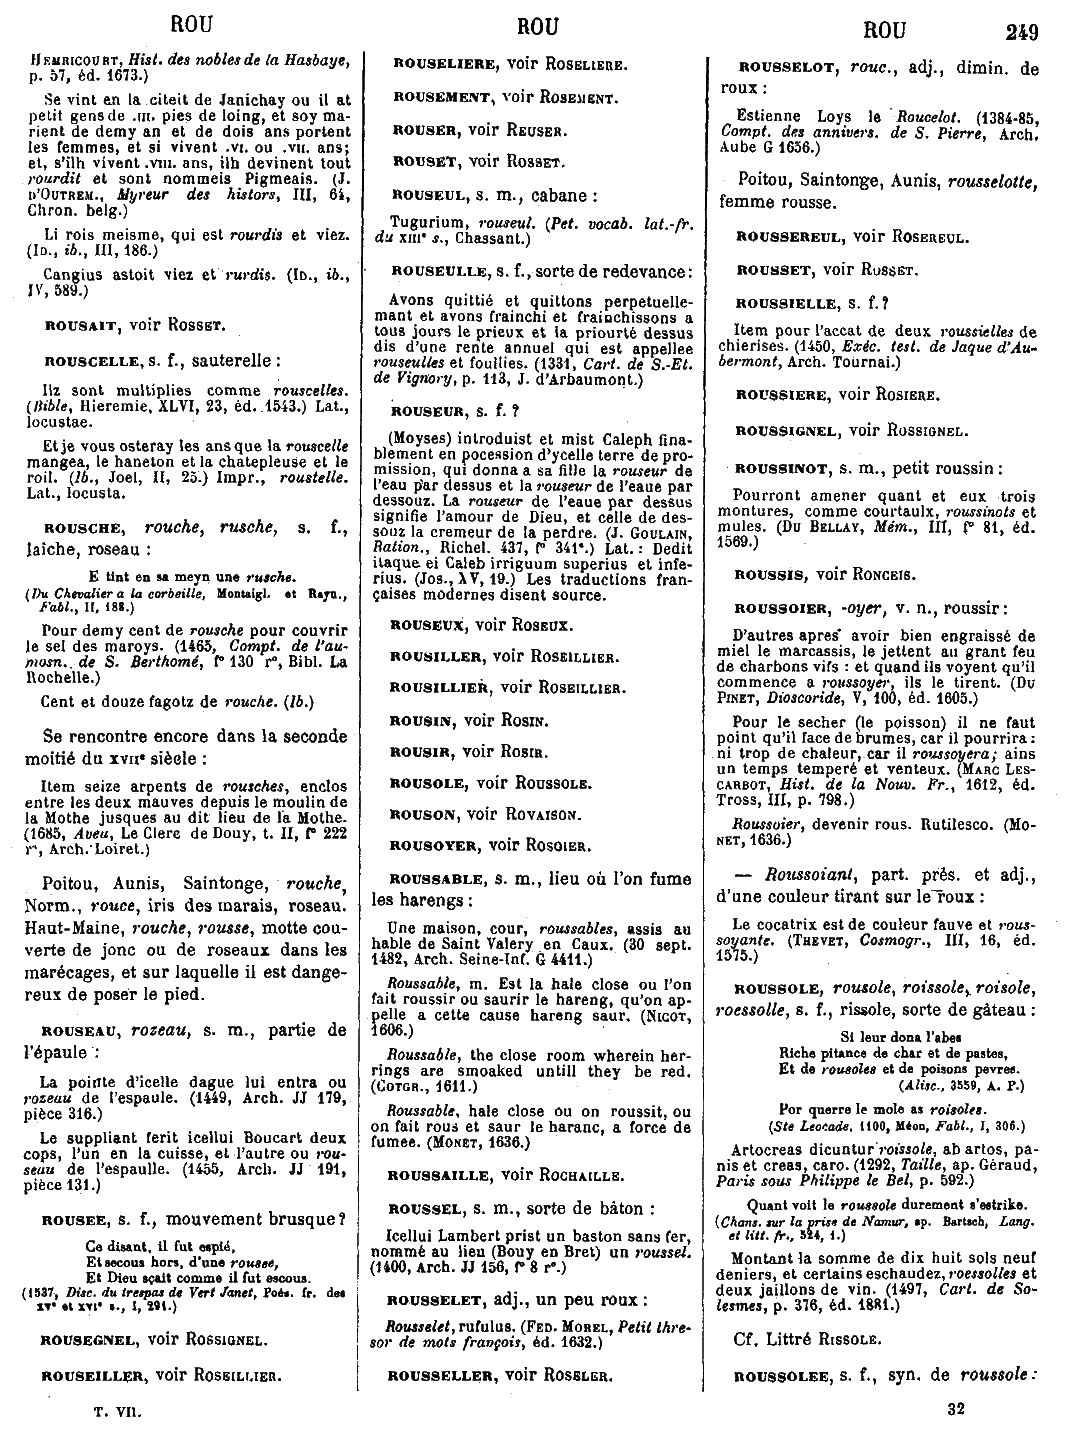 ROU
ROU
ROU 249
HEMRICOURT, Hist. des nobles de la Hasbaye,
p. 57, éd. 1673.)
Se vint en la citeit de Janichay ou il at
petit gens de .III. pies de loing, et soy ma-
rient de demy an et de dois ans portent
les femmes, et si vivent .VI. ou .VII. ans;
et, s'ilh vivent .VIII. ans, ilh devinent tout
rourdit et sont nommeis Pigmeais. (J.
D'OUTREM., Myreur des histors, III, 64,
Chron. belg.)
Li rois meisme, qui est rourdis et viez.
(ID., ib., III, 186.)
Cangius astoit viez et rurdis. (ID., ib.,
IV, 589.)
ROUSAIT, voir ROSSET.
ROUSCELLE, s. f., sauterelle :
Ilz sont multiplies comme rouscelles.
(Bible, Hieremie, XLVI, 23, éd. 1543.) Lat.,
locustae.
Et je vous osteray les ans que la rouscelle
mangea, le haneton et la chatepleuse et le
roil. (Ib., Joel, II, 25.) Impr., roustelle.
Lat., locusta.
ROUSCHE, rouche, rusche, s. f.,
laiche, roseau :
E tint en sa meyn une rusche.
(Du Chevalier a la corbeille, Montaigl. et Rayn.,
Fabl., II, 188.)
Pour demy cent de rousche pour couvrir
le sel des maroys. (1465, Compt. de l'au-
mosn. de S. Berthomé, f° 130 r°, Bibl. La
Rochelle.)
Cent et douze fagotz de rouche. (Ib.)
Se rencontre encore dans la seconde
moitié du XVIIe siècle :
Item seize arpents de rousches, enclos
entre les deux mauves depuis le moulin de
la Mothe jusques au dit lieu de la Mothe.
(1685, Aveu, Le Clerc de Douy, t. II, f° 222
r°, Arch. Loiret.)
Poitou, Aunis, Saintonge, rouche,
Norm., rouce, iris des marais, roseau.
Haut-Maine, rouche, rousse, motte cou-
verte de jonc ou de roseaux dans les
marécages, et sur laquelle il est dange-
reux de poser le pied.
ROUSEAU, rozeau, s. m., partie de
l'épaule :
La pointe d'icelle dague lui entra ou
rozeau de l'espaule. (1449, Arch. JJ 179,
pièce 316.)
Le suppliant ferit icellui Boucart deux
cops, l'un en la cuisse, et l'autre ou rou-
seau de l'espaulle. (1455, Arch. JJ 191,
pièce 131.)
ROUSEE, s. f., mouvement brusque?
Ce disant, il fut espié,
Et secous hors, d'une rousee,
Et Dieu sçait comme il fut escous.
(1537, Disc. du trespas de Vert Janet, Poés. fr. des
XVe et XVIe s., I, 291.)
ROUSEGNEL, voir ROSSIGNEL.
ROUSEILLER, voir ROSEILLIER.
T. VII.
ROUSELIERE, voir ROSELIERE.
ROUSEMENT, voir ROSEMENT.
ROUSER, voir REUSER.
ROUSET, voir ROSSET.
ROUSEUL, s. m., cabane :
Tugurium, rouseul. (Pet. vocab. lat.-fr.
du XIIIe s., Chassant.)
ROUSEULLE, s. f., sorte de redevance :
Avons quittié et quittons perpetuelle-
mant et avons frainchi et frainchissons a
tous jours le prieux et la priourté dessus
dis d'une rente annuel qui est appellee
rouseulles et fouilies. (1331, Cart. de S.-Et.
de Vignory, p. 113, J. d'Arbaumont.)
ROUSEUR, s. f. ?
(Moyses) introduist et mist Caleph fina-
blement en pocession d'ycelle terre de pro-
mission, qui donna a sa fille la rouseur de
l'eau par dessus et la rouseur de l'eaue par
dessouz. La rouseur de l'eaue par dessus
signifie l'amour de Dieu, et celle de des-
souz la cremeur de la perdre. (J. GOULAIN,
Ration., Richel. 437, f° 341a.) Lat. : Dedit
itaque ei Caleb irriguum superius et infe-
rius. (Jos., XV, 19.) Les traductions fran-
çaises modernes disent source.
ROUSEUX, voir ROSEUX.
ROUSILLER, voir ROSEILLIER.
ROUSILLIER, voir ROSEILLIER.
ROUSIN, voir ROSIN.
ROUSIR, voir ROSIR.
ROUSOLE, voir ROUSSOLE.
ROUSON, voir ROVAISON.
ROUSOYER, voir ROSOIER.
ROUSSABLE, s. m., lieu où l'on fume
les harengs :
Une maison, cour, roussables, assis au
hable de Saint Valery en Caux. (30 sept.
1482, Arch. Seine-Inf. G 4411.)
Roussable, m. Est la hale close ou l'on
fait roussir ou saurir le hareng, qu'on ap-
pelle a cette cause hareng saur. (NICOT,
1606.)
Roussable, the close room wherein her-
rings are smoaked untill they be red.
(COTGR., 1611.)
Roussable, hale close ou on roussit, ou
on fait rous et saur le haranc, a force de
fumee. (MONET, 1636.)
ROUSSAILLE, voir ROCHAILLE.
ROUSSEL, s. m., sorte de bâton :
Icellui Lambert prist un baston sans fer,
nommé au lieu (Bouy en Bret) un roussel.
(1400, Arch. JJ 156, f° 8 r°.)
ROUSSELET, adj., un peu roux :
Rousselet, rufulus. (FED. MOREL, Petit thre-
sor de mots françois, éd. 1632.)
ROUSSELLER, voir ROSELER.
ROUSSELOT, rouc., adj., dimin. de
roux :
Estienne Loys le Roucelot. (1384-85,
Compt. des annivers. de S. Pierre, Arch.
Aube G 1656.)
Poitou, Saintonge, Aunis, rousselotte,
femme rousse.
ROUSSEREUL, voir ROSEREUL.
ROUSSET, voir ROSSET.
ROUSSIELLE, s. f.?
Item pour l'accat de deux roussielles de
chierises. (1450, Exéc. test. de Jaque d'Au-
bermont, Arch. Tournai.)
ROUSSIERE, voir ROSIERE.
ROUSSIGNEL, voir ROSSIGNEL.
ROUSSINOT, s. m., petit roussin :
Pourront amener quant et eux trois
montures, comme courtaulx, roussinots et
mules. (DU BELLAY, Mém., III, f° 81, éd.
1569.)
ROUSSIS, voir RONCEIS.
ROUSSOIER, -oyer, v. n., roussir :
D'autres apres avoir bien engraissé de
miel le marcassis, le jettent au grant feu
de charbons vifs : et quand ils voyent qu'il
commence a roussoyer, ils le tirent. (DU
PINET, Dioscoride, V, 100, éd. 1605.)
Pour le secher (le poisson) il ne faut
point qu'il face de brumes, car il pourrira :
ni trop de chaleur, car il roussoyera; ains
un temps temperé et venteux. (MARC LES-
CARBOT, Hist. de la Nouv. Fr., 1612, éd.
Tross, III, p. 798.)
Roussoier, devenir rous. Rutilesco. (MO-
NET, 1636.)
— Roussoiant, part. prés. et adj.,
d'une couleur tirant sur le roux :
Le cocatrix est de couleur fauve et rous-
soyante. (THEVET, Cosmogr., III, 16, éd.
1575.)
ROUSSOLE, rousole, roissole, roisole,
roessolle, s. f., rissole, sorte de gâteau :
Si leur dona l'abes
Riche pitance de char et de pastes,
Et de rousoles et de poisons pevres.
(Alisc., 3559, A. P.)
Por querre le mole as roisoles.
(Ste Leocade, 1100, Méon, Fabl., I, 306.)
Artocreas dicuntur roissole, ab artos, pa-
nis et creas, caro. (1292, Taille, ap. Géraud,
Paris sous Philippe le Bel, p. 592.)
Quant voit le roussole durement s'estrike.
(Chans. sur la prise de Namur, ap. Bartsch, Lang.
et litt. fr., 524, 1.)
Montant la somme de dix huit sols neuf
deniers, et certains eschaudez, roessolles et
deux jaillons de vin. (1497, Cart. de So-
lesmes, p. 376, éd. 1881.)
Cf. Littré RISSOLE.
ROUSSOLEE, s. f., syn. de roussole :
32